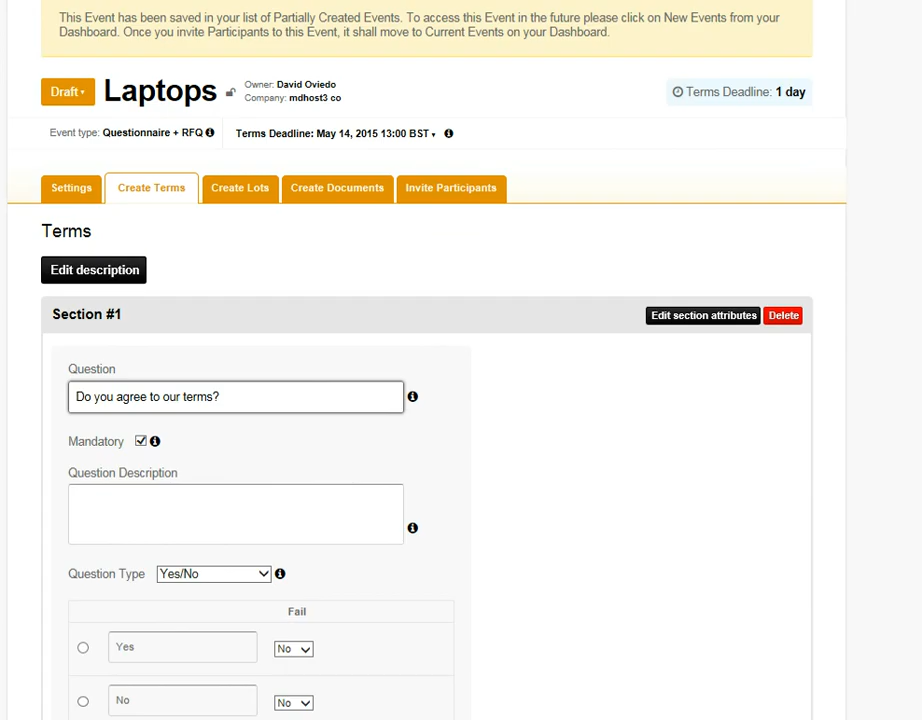 This Event has been saved in your list of Partially Created Events. To access this Event in the future please click on New Events from your
Dashboard. Once you invite Participants to this Event, it shall move to Current Events on your Dashboard.
Draft
Laptops
Owner: David Oviedo
Company: mdhost3 co
Terms Deadline: 1 day
Event type: Questionnaire + RFQ
Terms Deadline: May 14, 2015 13:00 BST
Settings
Create Terms
Create Lots
Create Documents
Invite Participants
Terms
Edit description
Section #1
Edit section attributes
Delete
Question
Do you agree to our terms?
Mandatory
Question Description
Question Type
Yes/No
Fail
Yes
No
No
No